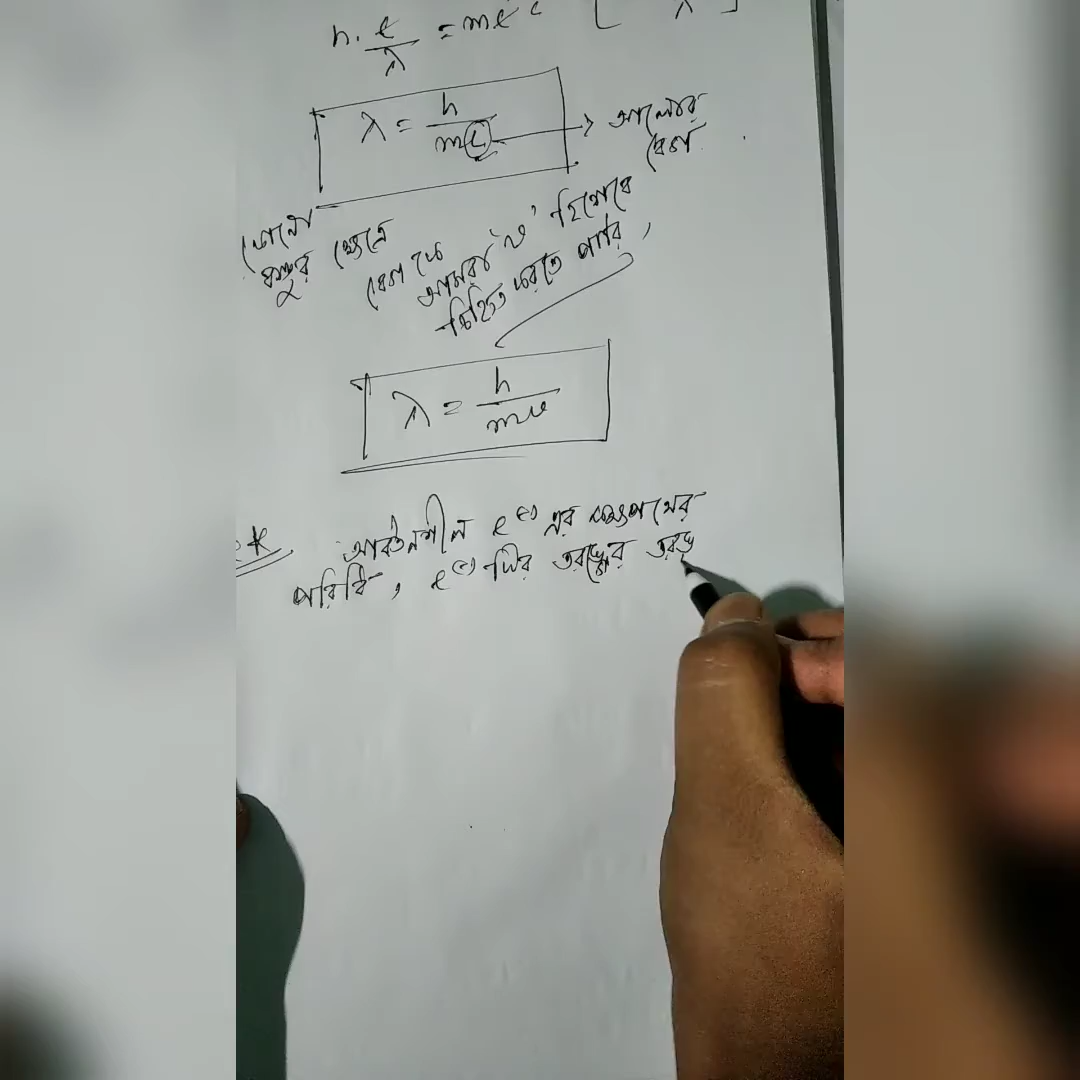 h. c/λ = mc² [ λ ]
λ = h/mc → আলোর
বেগ
কোনো
বস্তুর ক্ষেত্রে
বেগ কে
আমরা 'v' হিসেবে
চিহ্নিত করতে পারি,
λ = h/mv
আবর্তনশীল e(-) এর কক্ষপথের
পরিধি, e(-) টির তরঙ্গের তরঙ্গ